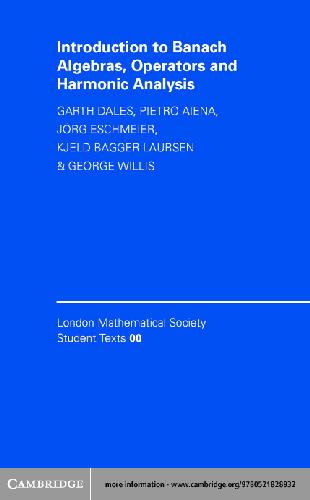 Introduction to Banach
Algebras, Operators and
Harmonic Analysis
GARTH DALES, PIETRO AIENA,
JÖRG ESCHMEIER,
KJELD BAGGER LAURSEN
& GEORGE WILLIS
London Mathematical Society
Student Texts 00
CAMBRIDGE more information - www.cambridge.org/9780521828932